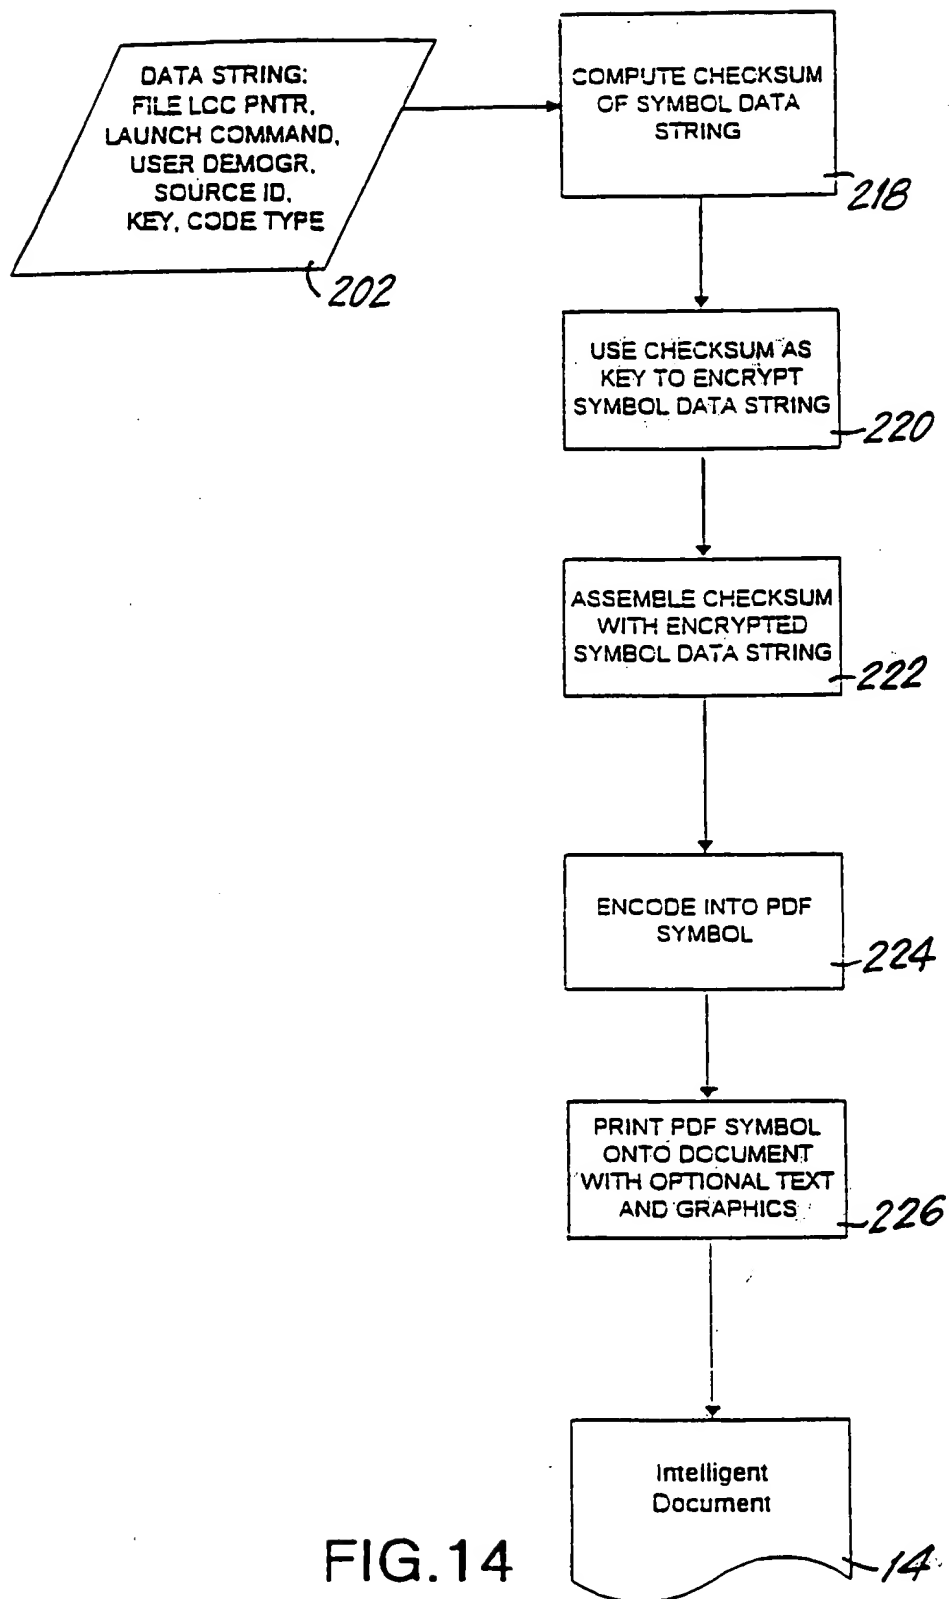 DATA STRING:
FILE LOC PNTR,
LAUNCH COMMAND,
USER DEMOGR,
SOURCE ID,
KEY, CODE TYPE
202
COMPUTE CHECKSUM
OF SYMBOL DATA
STRING
218
USE CHECKSUM AS
KEY TO ENCRYPT
SYMBOL DATA STRING
220
ASSEMBLE CHECKSUM
WITH ENCRYPTED
SYMBOL DATA STRING
222
ENCODE INTO PDF
SYMBOL
224
PRINT PDF SYMBOL
ONTO DOCUMENT
WITH OPTIONAL TEXT
AND GRAPHICS
226
Intelligent
Document
14
FIG.14